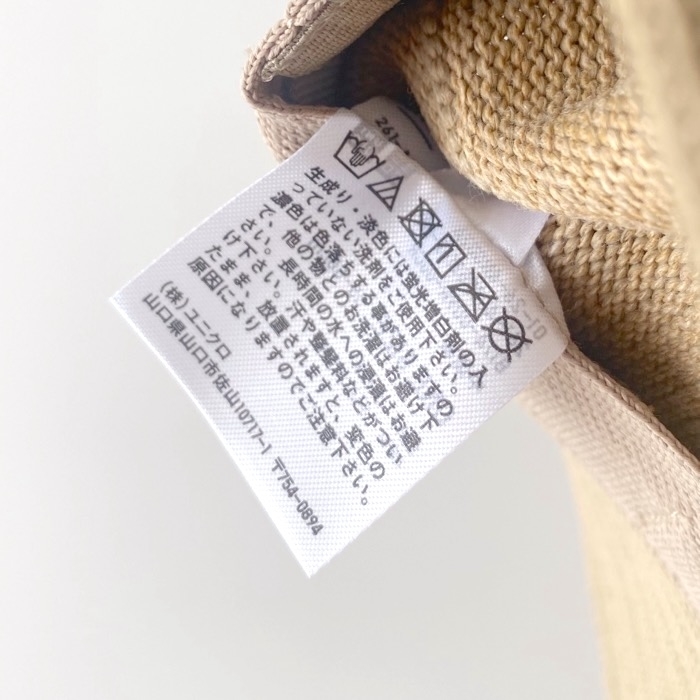 生成り・淡色には蛍光増白剤の入
っていない洗剤をご使用下さい。
濃色は色落ちする事がありますの
で、他の物とのお洗濯はお避け下
さい。長時間の水への浸漬はお避
け下さい。汗や整髪料などがつい
たまま、放置されますと、変色の
原因になりますのでご注意下さい。
(株)ユニクロ
山口県山口市佐山10717-1 〒754-0894